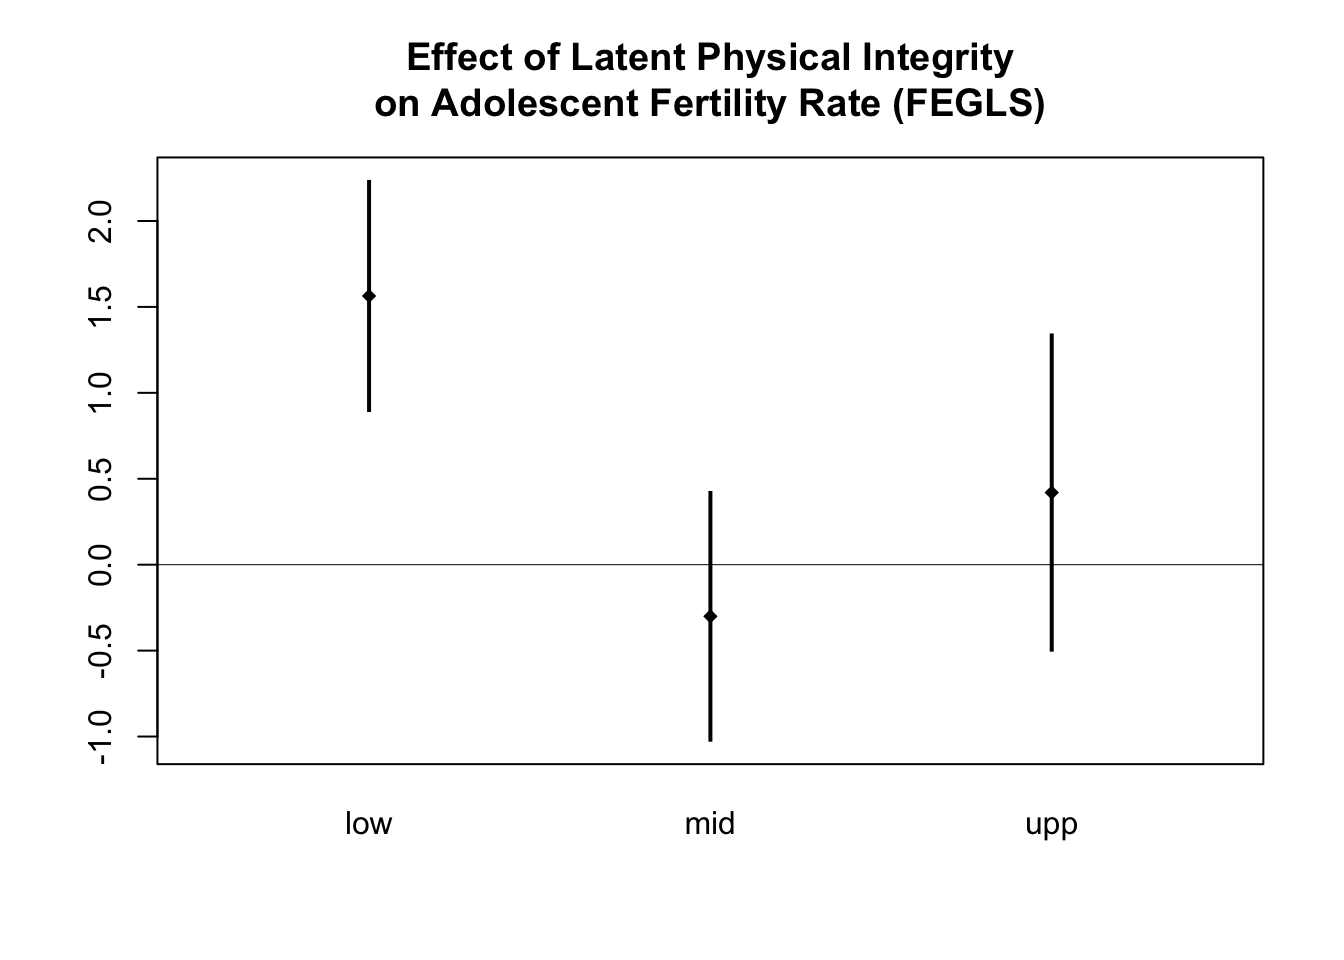 Effect of Latent Physical Integrity
on Adolescent Fertility Rate (FEGLS)
2.0
1.5
1.0
0.5
0.0
-0.5
-1.0
low mid upp